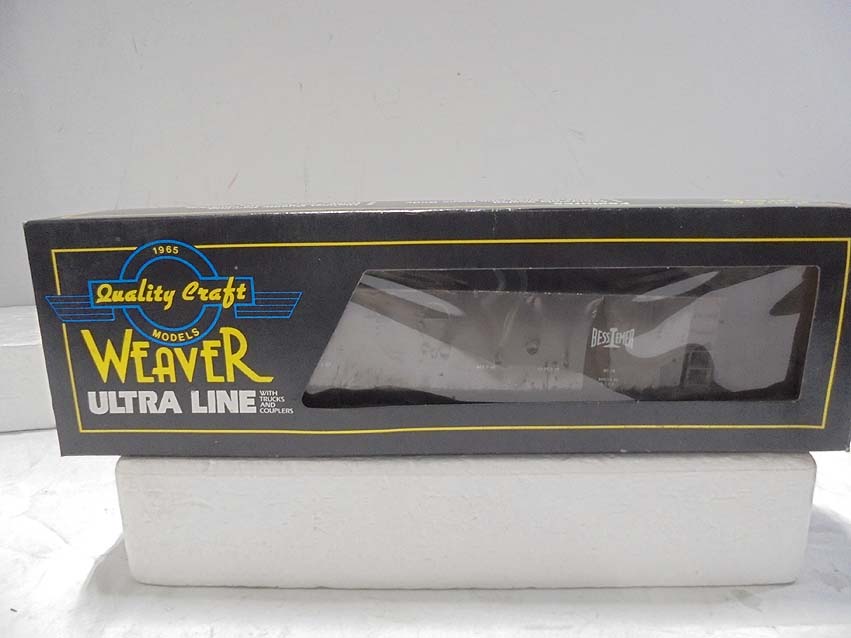 1965
Quality Craft
MODELS
WEAVER
ULTRA LINE
WITH
TRUCKS
AND
COUPLERS
BESSEMER